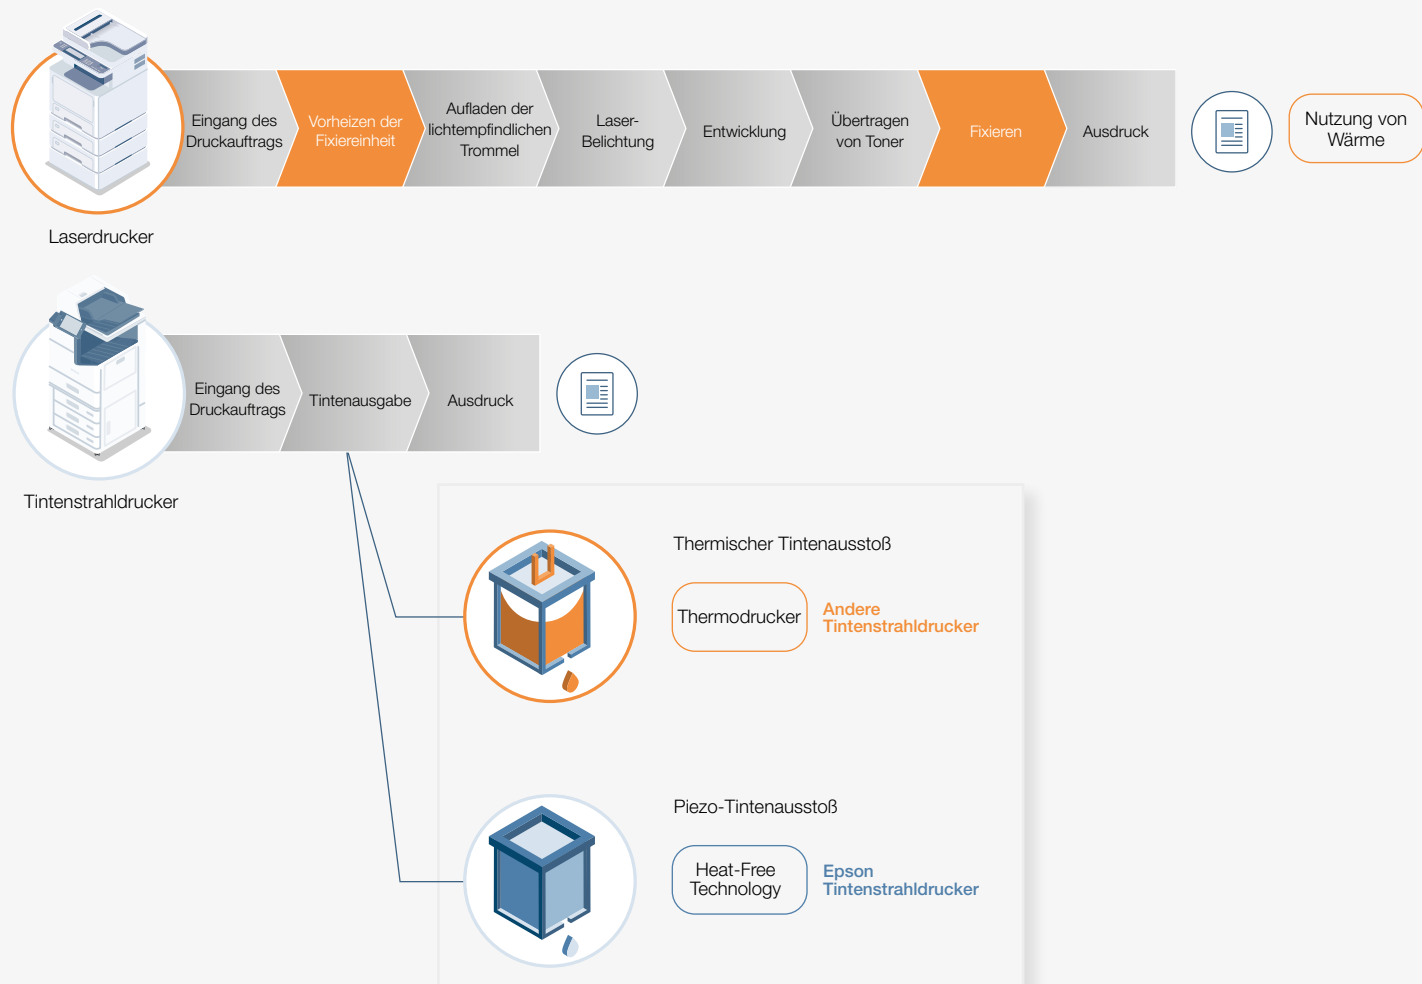 Eingang des
Druckauftrags
Vorheizen der
Fixiereinheit
Aufladen der
lichtempfindlichen
Trommel
Laser-
Belichtung
Entwicklung
Übertragen
von Toner
Fixieren
Ausdruck
Nutzung von
Wärme
Laserdrucker
Eingang des
Druckauftrags
Tintenausgabe
Ausdruck
Tintenstrahldrucker
Thermischer Tintenausstoß
Thermodrucker
Andere
Tintenstrahldrucker
Piezo-Tintenausstoß
Heat-Free
Technology
Epson
Tintenstrahldrucker